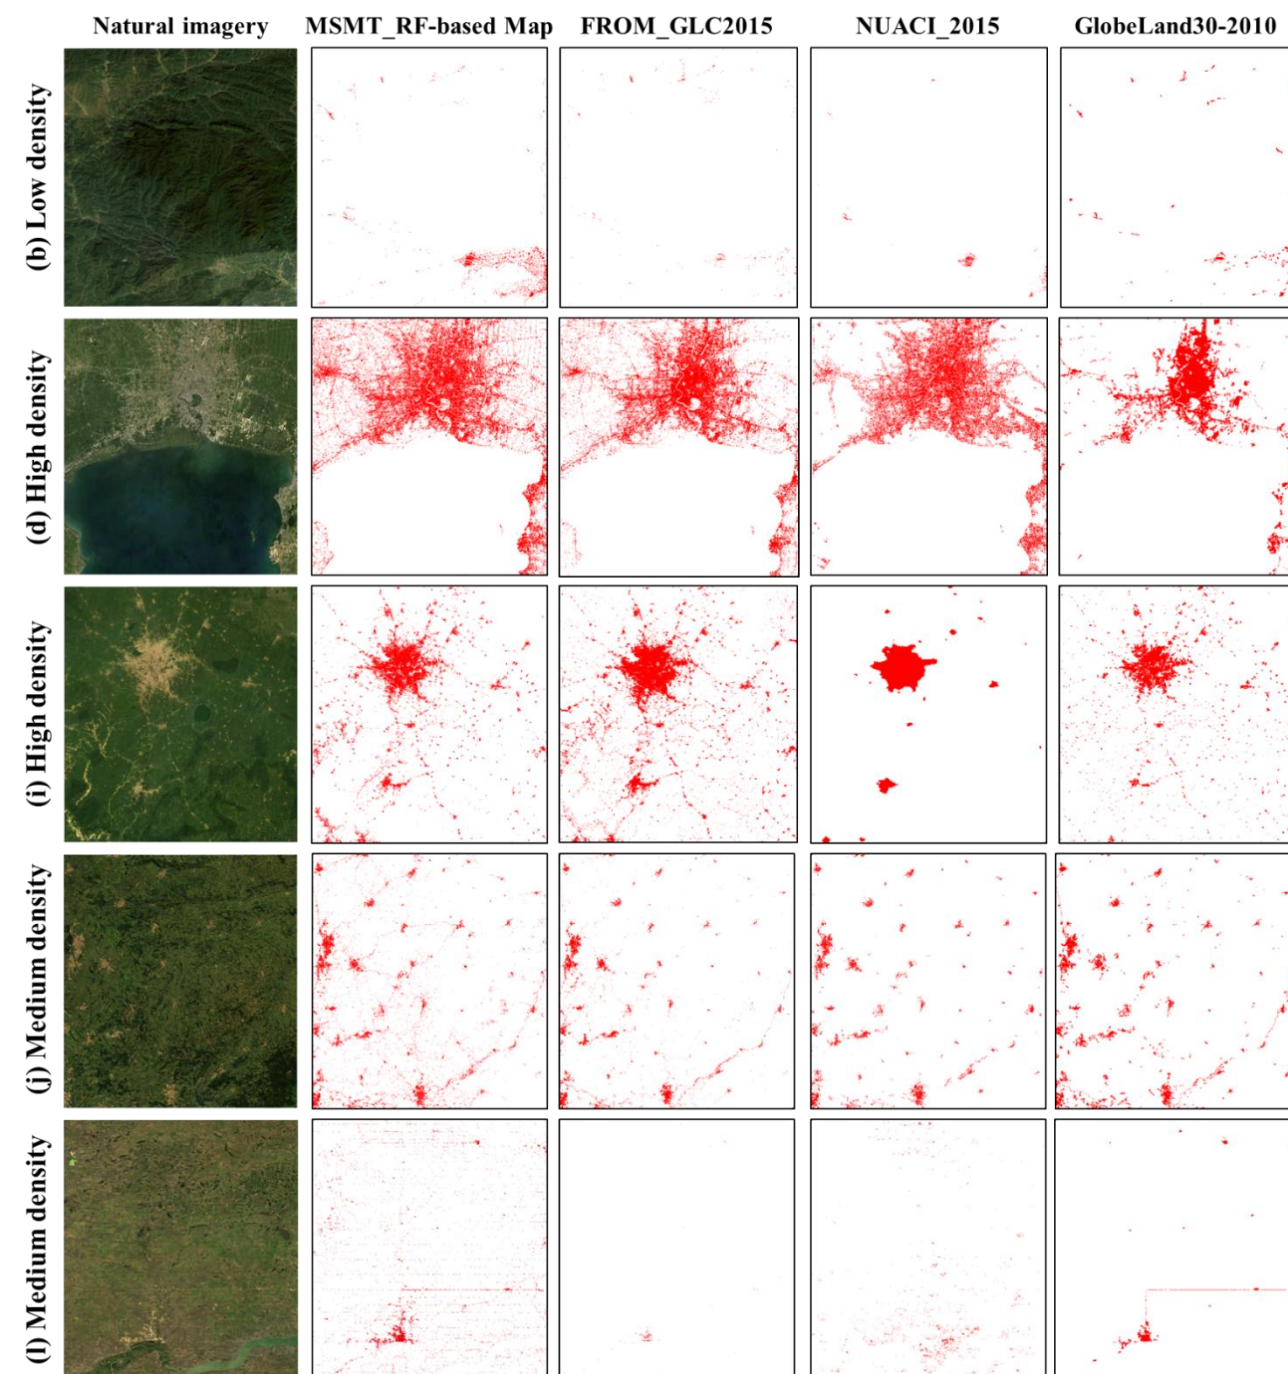 Natural imagery MSMT_RF-based Map FROM_GLC2015 NUACI_2015 GlobeLand30-2010
(b) Low density
(d) High density
(i) High density
(j) Medium density
(l) Medium density